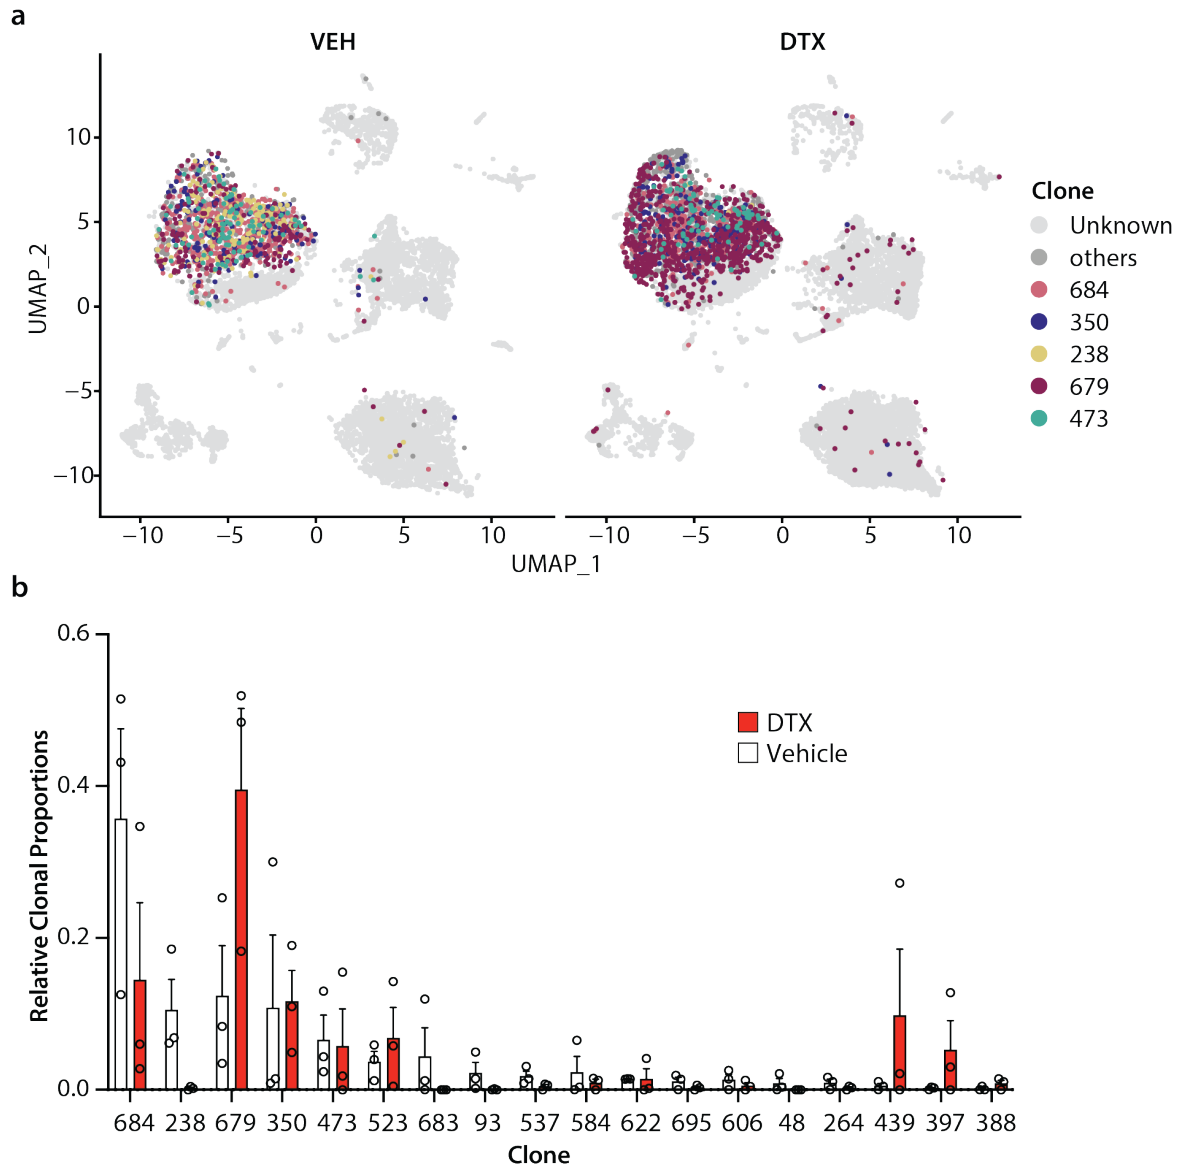 a
VEH
DTX
10
5
0
−5
−10
UMAP_2
−10
−5
0
5
10
−10
−5
0
5
10
UMAP_1
Clone
Unknown
others
684
350
238
679
473
b
0.6
0.4
0.2
0.0
Relative Clonal Proportions
DTX
Vehicle
684 238 679 350 473 523 683 93 537 584 622 695 606 48 264 439 397 388
Clone